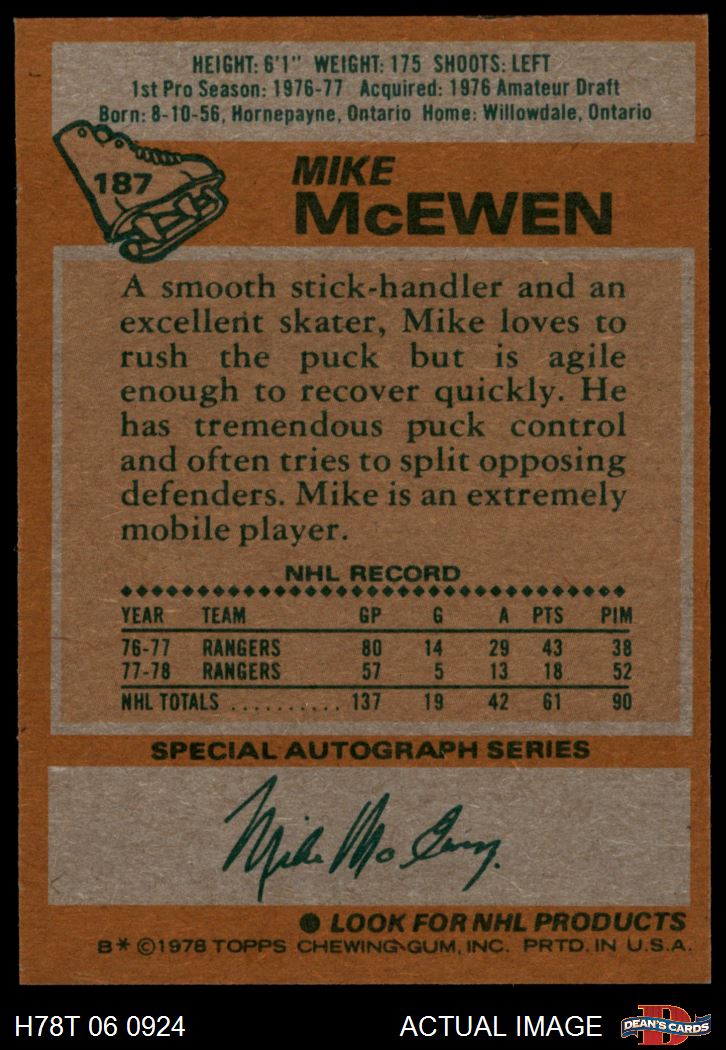 HEIGHT: 6'1" WEIGHT: 175 SHOOTS: LEFT
1st Pro Season: 1976-77 Acquired: 1976 Amateur Draft
Born: 8-10-56, Hornepayne, Ontario Home: Willowdale, Ontario
187
MIKE
McEWEN
A smooth stick-handler and an
excellent skater, Mike loves to
rush the puck but is agile
enough to recover quickly. He
has tremendous puck control
and often tries to split opposing
defenders. Mike is an extremely
mobile player.
NHL RECORD
YEAR TEAM GP G A PTS PIM
76-77 RANGERS 80 14 29 43 38
77-78 RANGERS 57 5 13 18 52
NHL TOTALS .......... 137 19 42 61 90
SPECIAL AUTOGRAPH SERIES
Mike McEwen
● LOOK FOR NHL PRODUCTS
B* ©1978 TOPPS CHEWING GUM, INC. PRTD. IN U.S.A.
H78T 06 0924 ACTUAL IMAGE D DEAN'S CARDS